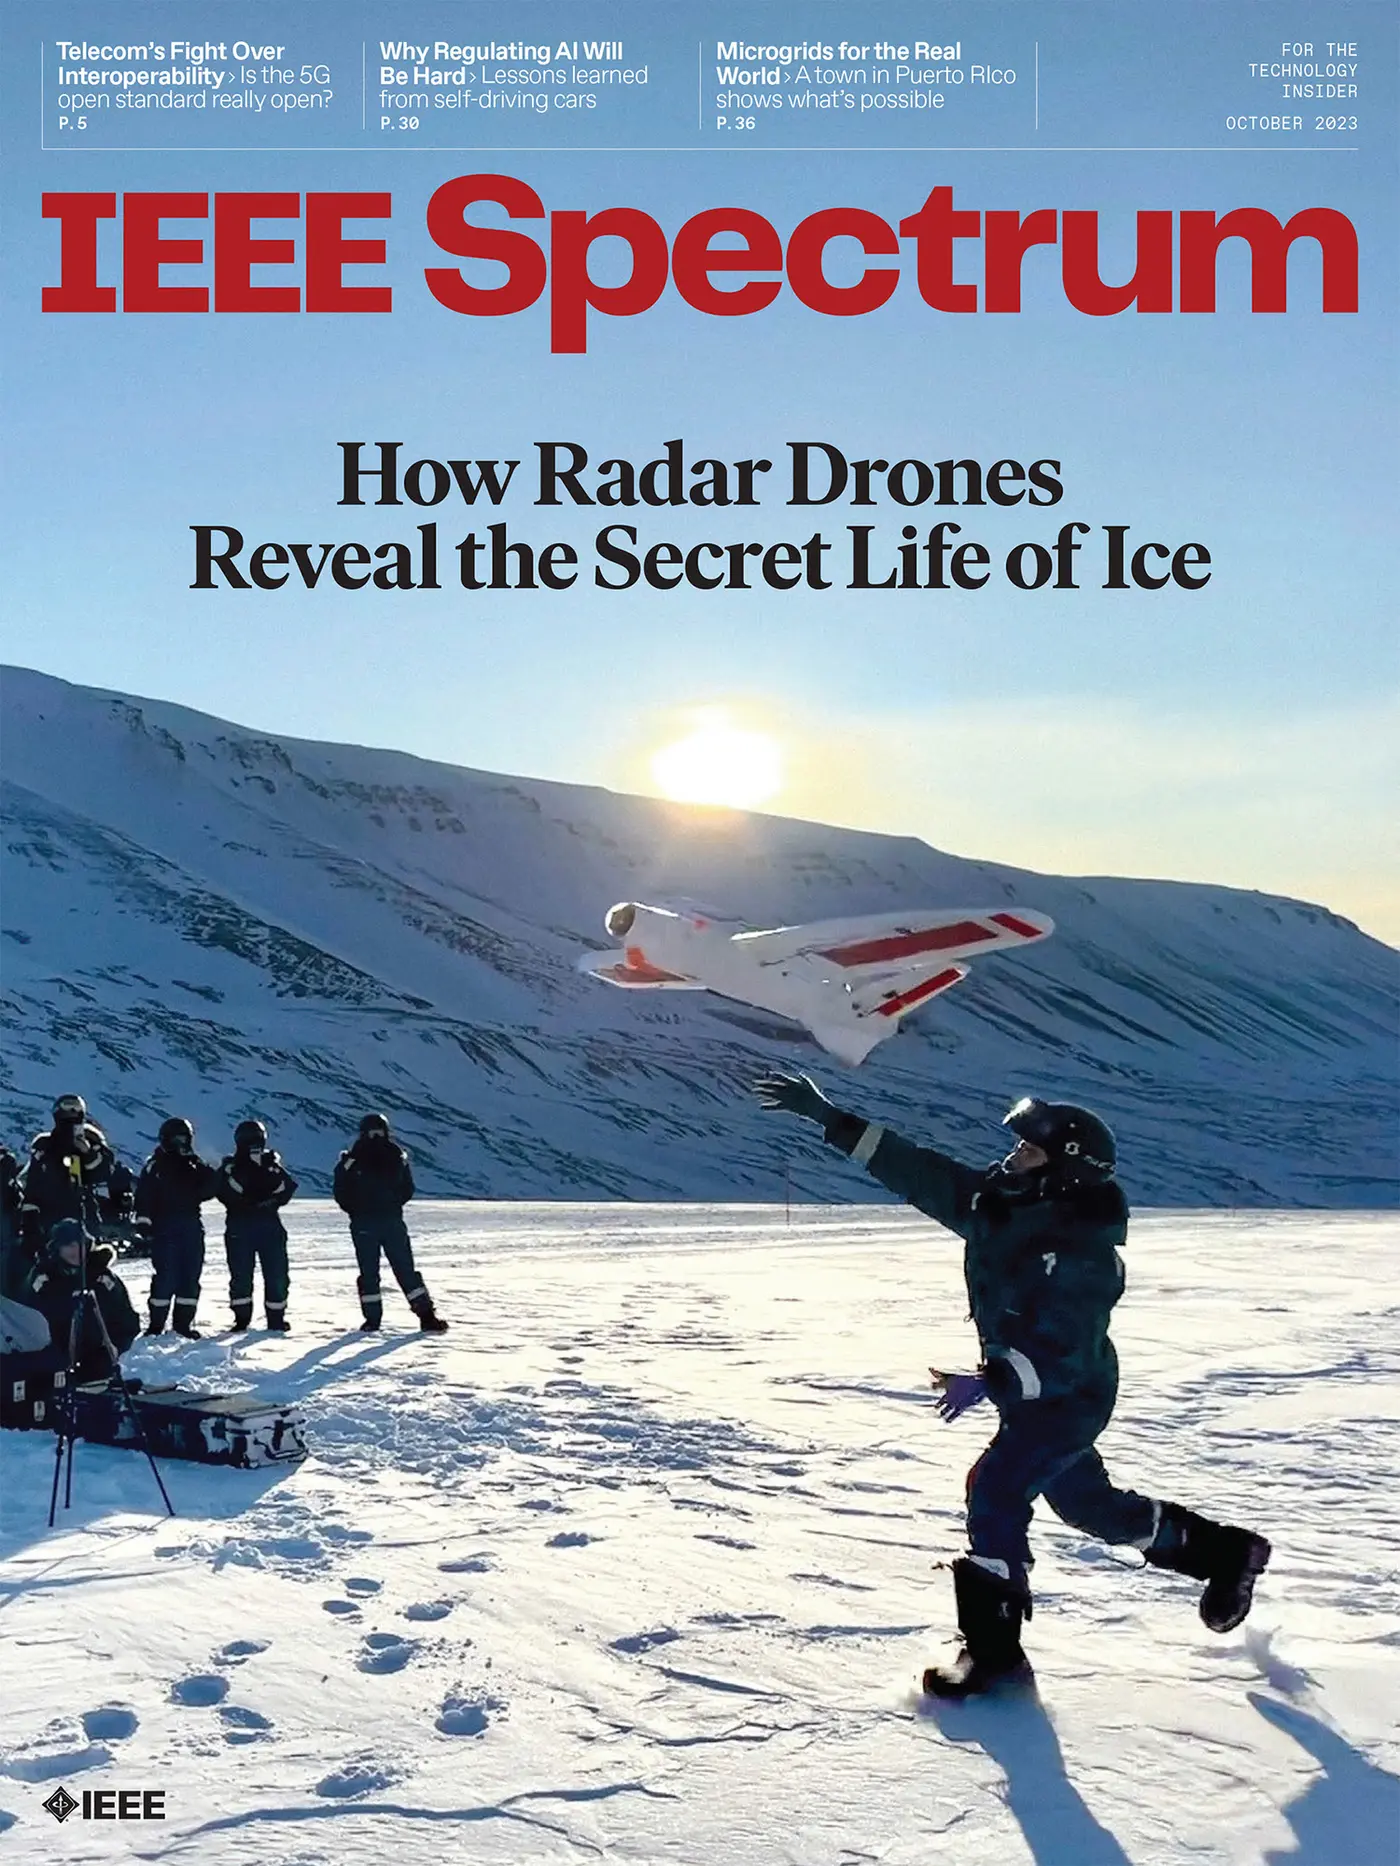 Telecom's Fight Over
Interoperability › Is the 5G
open standard really open?
P.5
Why Regulating AI Will
Be Hard › Lessons learned
from self-driving cars
P.30
Microgrids for the Real
World › A town in Puerto RIco
shows what's possible
P.36
FOR THE
TECHNOLOGY
INSIDER
OCTOBER 2023
IEEE Spectrum
How Radar Drones
Reveal the Secret Life of Ice
IEEE